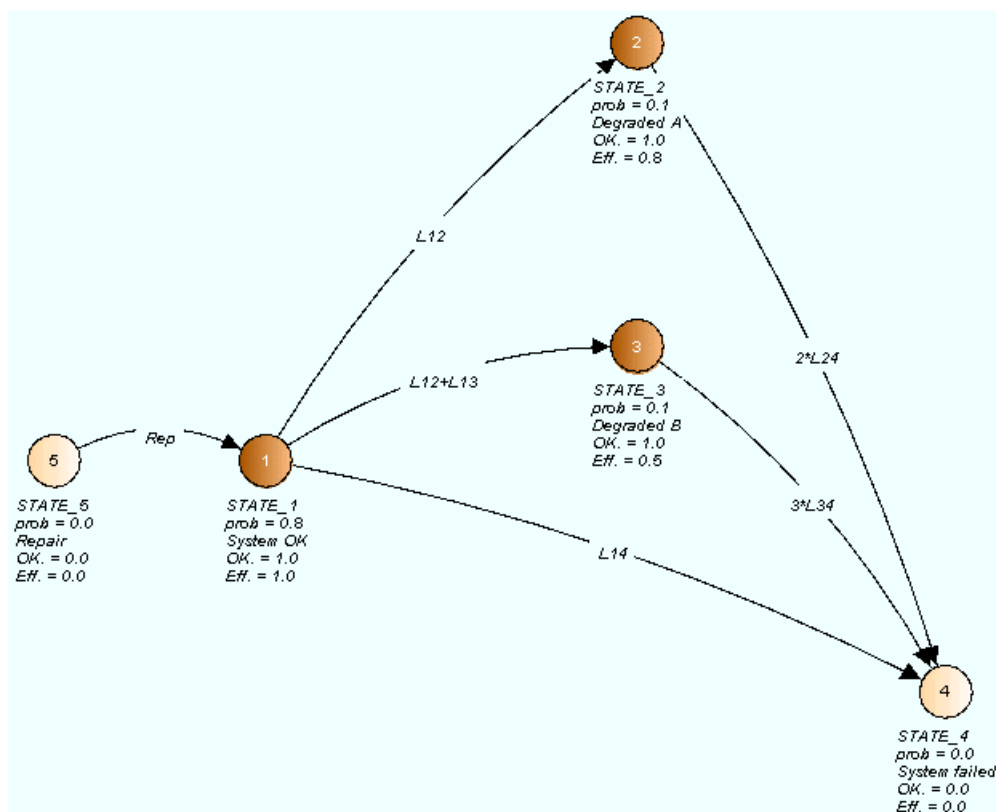 2
STATE_2
prob = 0.1
Degraded A
OK. = 1.0
Eff. = 0.8
L12
3
STATE_3
prob = 0.1
Degraded B
OK. = 1.0
Eff. = 0.5
L12+L13
2*L24
5
Rep
1
STATE_5
prob = 0.0
Repair
OK. = 0.0
Eff. = 0.0
STATE_1
prob = 0.8
System OK
OK. = 1.0
Eff. = 1.0
3*L34
L14
4
STATE_4
prob = 0.0
System failed
OK. = 0.0
Eff. = 0.0